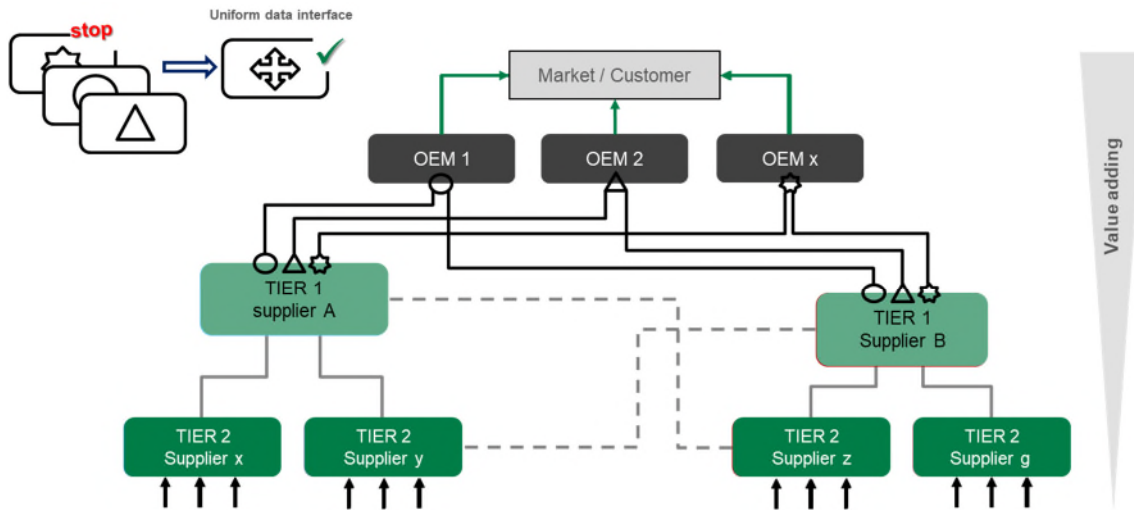 stop
Uniform data interface
Market / Customer
OEM 1
OEM 2
OEM x
Value adding
TIER 1
supplier A
TIER 1
Supplier B
TIER 2
Supplier x
TIER 2
Supplier y
TIER 2
Supplier z
TIER 2
Supplier g